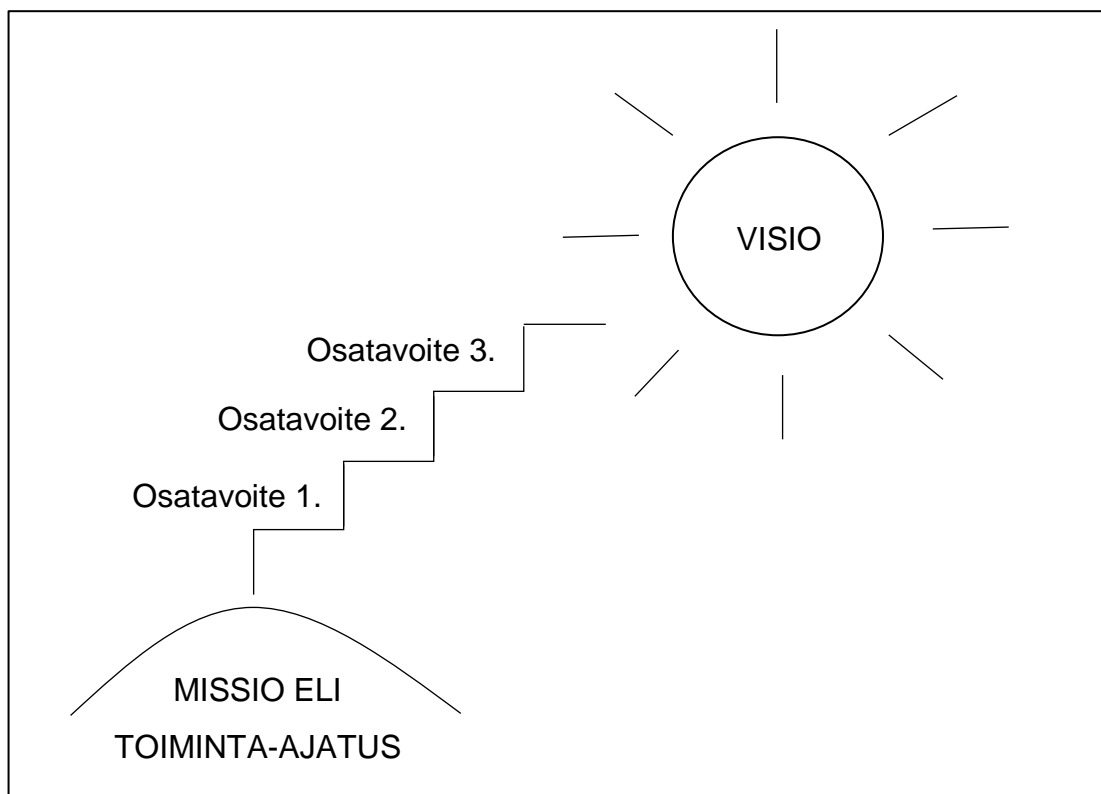 VISIO
Osatavoite 3.
Osatavoite 2.
Osatavoite 1.
MISSIO ELI
TOIMINTA-AJATUS